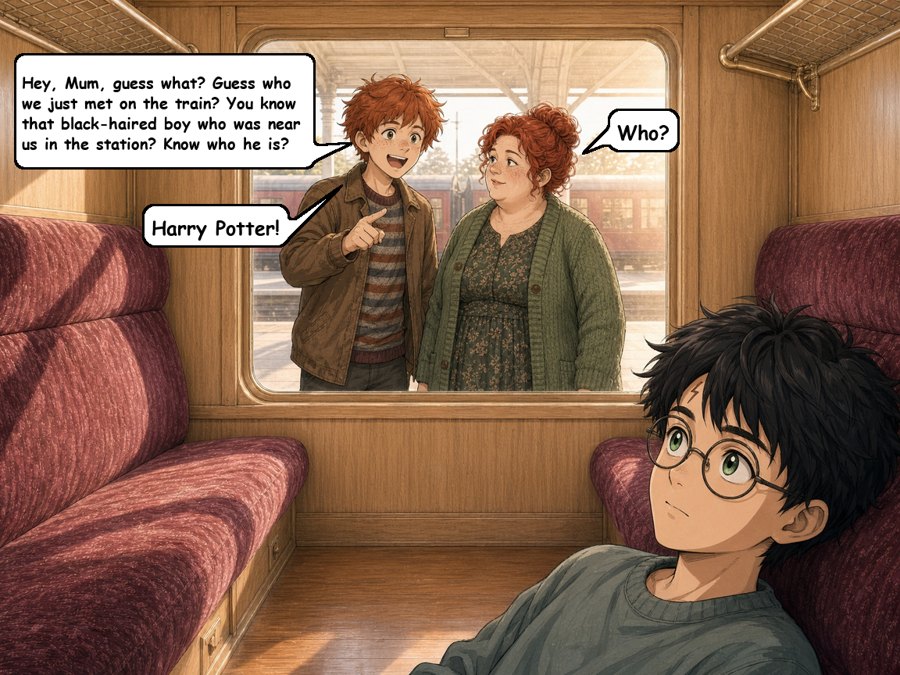 Hey, Mum, guess what? Guess who
we just met on the train? You know
that black-haired boy who was near
us in the station? Know who he is?
Who?
Harry Potter!